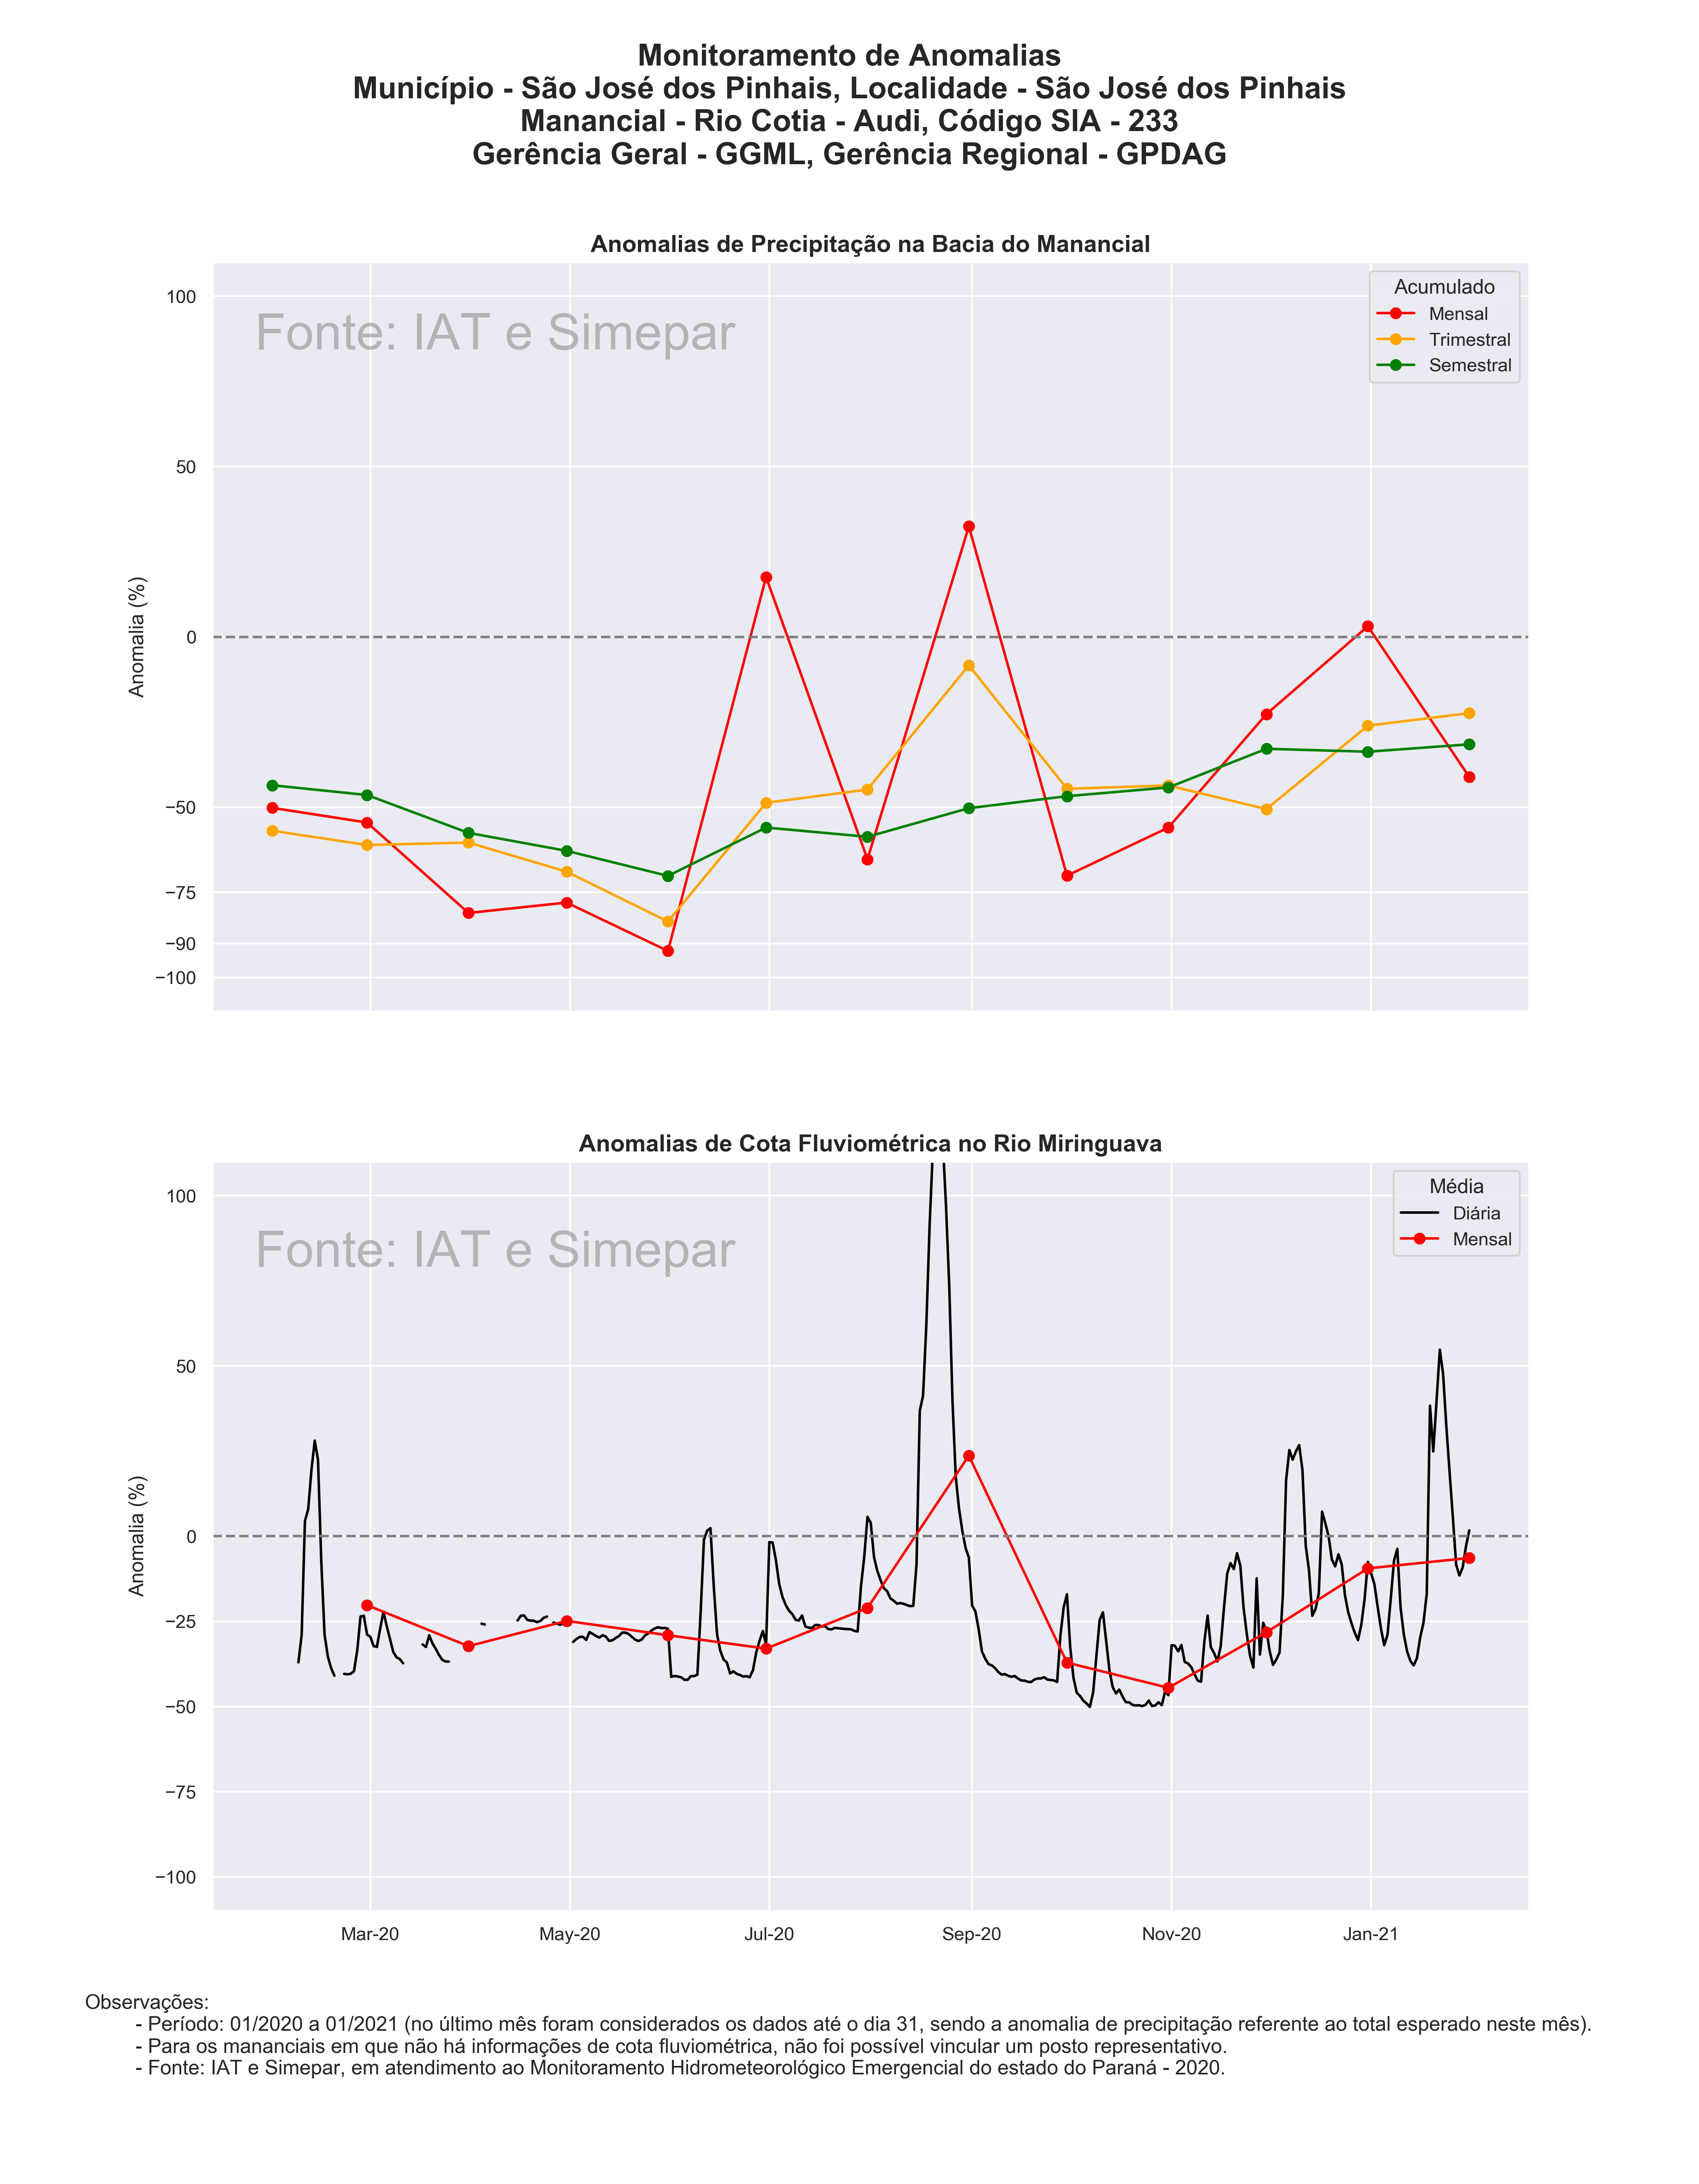 Monitoramento de Anomalias
Município - São José dos Pinhais, Localidade - São José dos Pinhais
Manancial - Rio Cotia - Audi, Código SIA - 233
Gerência Geral - GGML, Gerência Regional - GPDAG
Anomalias de Precipitação na Bacia do Manancial
Fonte: IAT e Simepar
Acumulado
Mensal
Trimestral
Semestral
Anomalia (%)
100
50
0
−50
−75
−90
−100
Anomalias de Cota Fluviométrica no Rio Miringuava
Fonte: IAT e Simepar
Média
Diária
Mensal
Anomalia (%)
100
50
0
−25
−50
−75
−100
Mar-20 May-20 Jul-20 Sep-20 Nov-20 Jan-21
Observações:
- Período: 01/2020 a 01/2021 (no último mês foram considerados os dados até o dia 31, sendo a anomalia de precipitação referente ao total esperado neste mês).
- Para os mananciais em que não há informações de cota fluviométrica, não foi possível vincular um posto representativo.
- Fonte: IAT e Simepar, em atendimento ao Monitoramento Hidrometeorológico Emergencial do estado do Paraná - 2020.